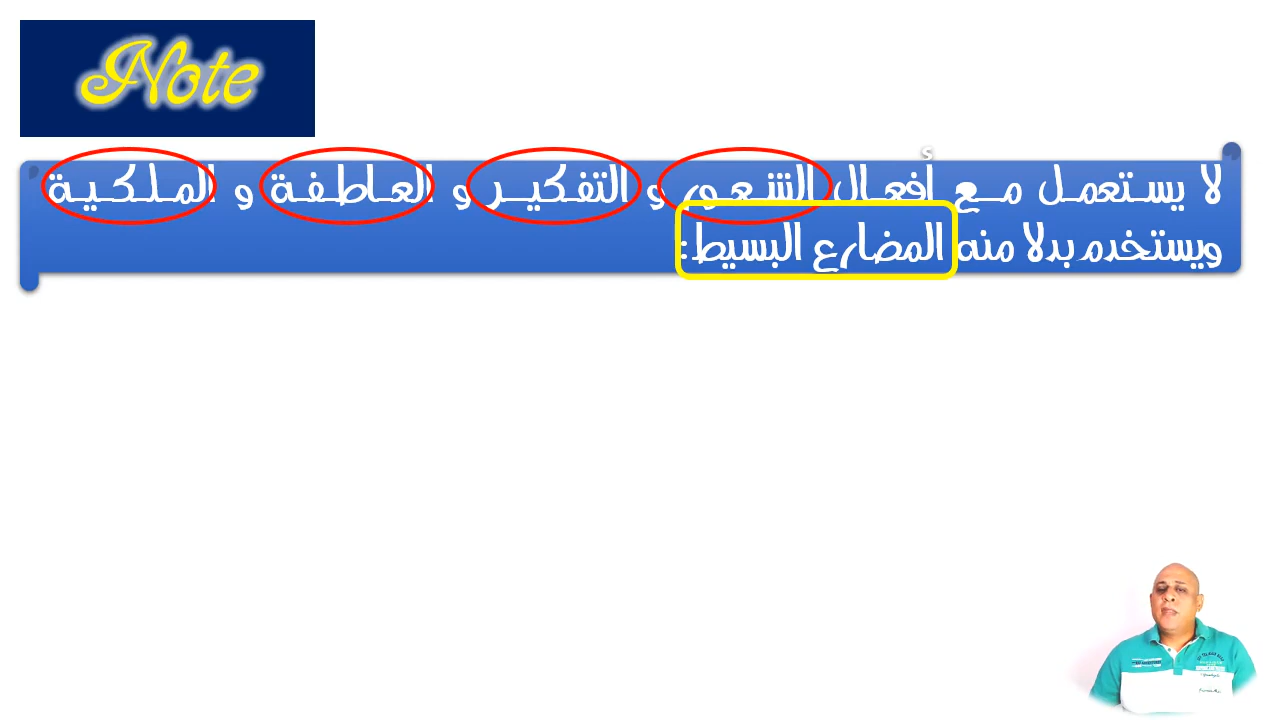 Note
لا يستعمل مع أفعال الشعور و التفكير و العاطفة و الملكية
ويستخدم بدلا منه المضارع البسيط: